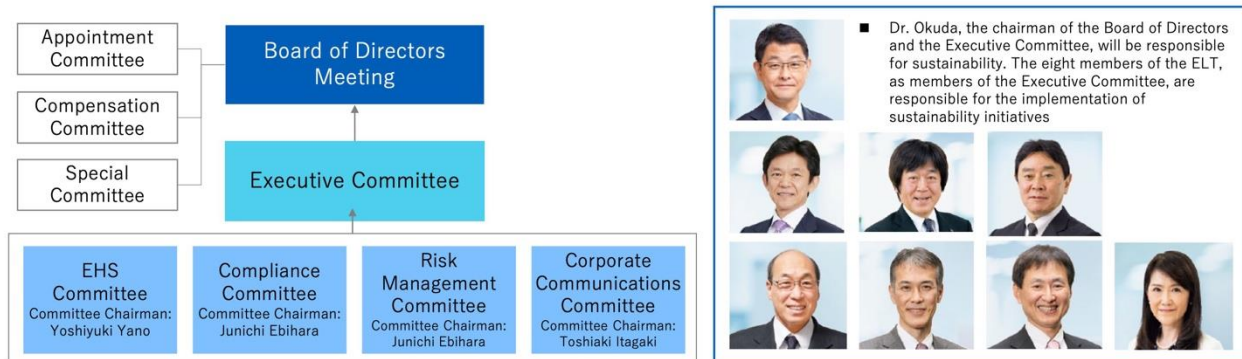 Appointment
Committee
Compensation
Committee
Special
Committee
Board of Directors
Meeting
Executive Committee
EHS
Committee
Committee Chairman:
Yoshiyuki Yano
Compliance
Committee
Committee Chairman:
Junichi Ebihara
Risk
Management
Committee
Committee Chairman:
Junichi Ebihara
Corporate
Communications
Committee
Committee Chairman:
Toshiaki Itagaki
■ Dr. Okuda, the chairman of the Board of Directors
and the Executive Committee, will be responsible
for sustainability. The eight members of the ELT,
as members of the Executive Committee, are
responsible for the implementation of
sustainability initiatives